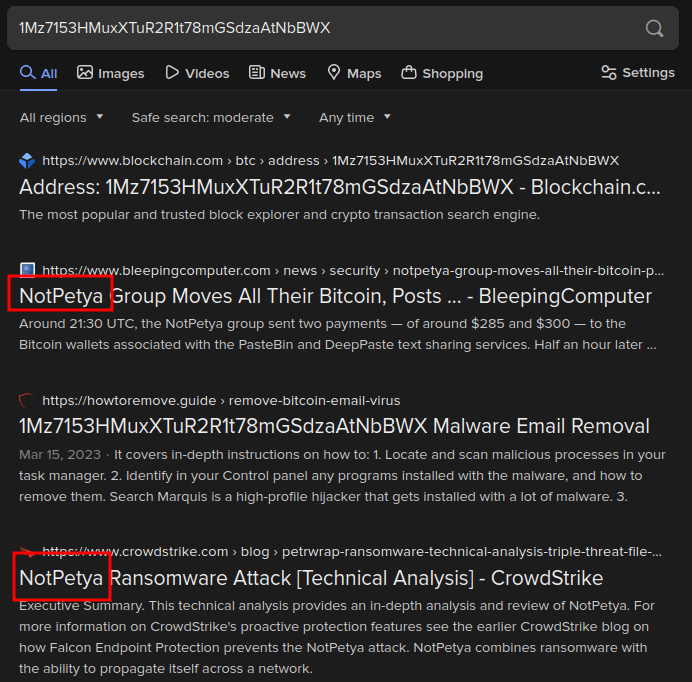 1Mz7153HMuxXTuR2R1t78mGSdzaAtNbBWX
All Images Videos News Maps Shopping Settings
All regions Safe search: moderate Any time
https://www.blockchain.com › btc › address › 1Mz7153HMuxXTuR2R1t78mGSdzaAtNbBWX
Address: 1Mz7153HMuxXTuR2R1t78mGSdzaAtNbBWX - Blockchain.c...
The most popular and trusted block explorer and crypto transaction search engine.
https://www.bleepingcomputer.com › news › security › notpetya-group-moves-all-their-bitcoin-p...
NotPetya Group Moves All Their Bitcoin, Posts ... - BleepingComputer
Around 21:30 UTC, the NotPetya group sent two payments — of around $285 and $300 — to the
Bitcoin wallets associated with the PasteBin and DeepPaste text sharing services. Half an hour later ...
https://howtoremove.guide › remove-bitcoin-email-virus
1Mz7153HMuxXTuR2R1t78mGSdzaAtNbBWX Malware Email Removal
Mar 15, 2023 · It covers in-depth instructions on how to: 1. Locate and scan malicious processes in your
task manager. 2. Identify in your Control panel any programs installed with the malware, and how to
remove them. Search Marquis is a high-profile hijacker that gets installed with a lot of malware. 3.
https://www.crowdstrike.com › blog › petrwrap-ransomware-technical-analysis-triple-threat-file-...
NotPetya Ransomware Attack [Technical Analysis] - CrowdStrike
Executive Summary. This technical analysis provides an in-depth analysis and review of NotPetya. For
more information on CrowdStrike's proactive protection features see the earlier CrowdStrike blog on
how Falcon Endpoint Protection prevents the NotPetya attack. NotPetya combines ransomware with
the ability to propagate itself across a network.